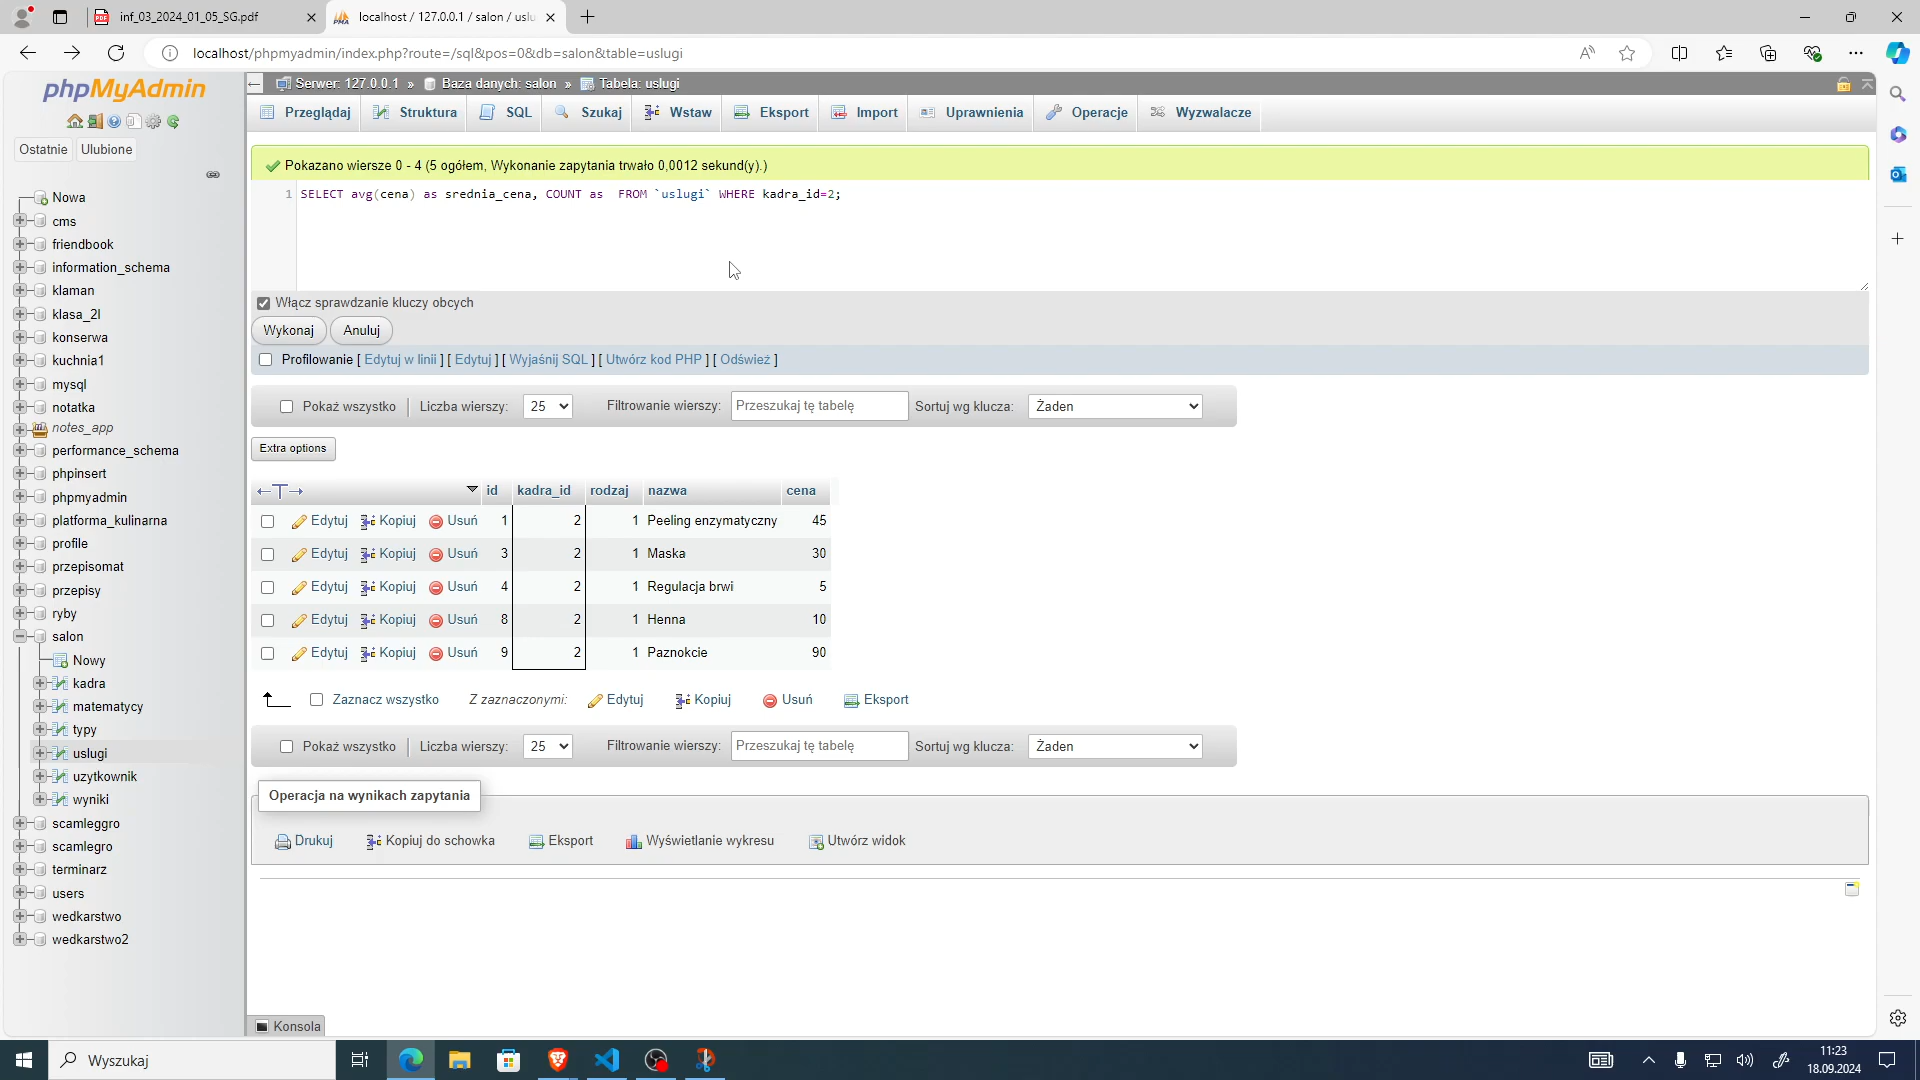 inf_03_2024_01_05_SG.pdf
localhost / 127.0.0.1 / salon / uslu
localhost/phpmyadmin/index.php?route=/sql&pos=0&db=salon&table=uslugi
phpMyAdmin
Ostatnie Ulubione
Nowa
cms
friendbook
information_schema
klaman
klasa_2l
konserwa
kuchnia1
mysql
notatka
notes_app
performance_schema
phpinsert
phpmyadmin
platforma_kulinarna
profile
przepisomat
przepisy
ryby
salon
Nowy
kadra
matematycy
typy
uslugi
uzytkownik
wyniki
scamleggro
scamlegro
terminarz
users
wedkarstwo
wedkarstwo2
Serwer: 127.0.0.1 » Baza danych: salon » Tabela: uslugi
Przeglądaj Struktura SQL Szukaj Wstaw Eksport Import Uprawnienia Operacje Wyzwalacze
Pokazano wiersze 0 - 4 (5 ogółem, Wykonanie zapytania trwało 0,0012 sekund(y).)
1 SELECT avg(cena) as srednia_cena, COUNT as FROM `uslugi` WHERE kadra_id=2;
Włącz sprawdzanie kluczy obcych
Wykonaj Anuluj
Profilowanie [ Edytuj w linii ] [ Edytuj ] [ Wyjaśnij SQL ] [ Utwórz kod PHP ] [ Odśwież ]
Pokaż wszystko Liczba wierszy: 25 Filtrowanie wierszy: Przeszukaj tę tabelę Sortuj wg klucza: Żaden
Extra options
id kadra_id rodzaj nazwa cena
Edytuj Kopiuj Usuń 1 2 1 Peeling enzymatyczny 45
Edytuj Kopiuj Usuń 3 2 1 Maska 30
Edytuj Kopiuj Usuń 4 2 1 Regulacja brwi 5
Edytuj Kopiuj Usuń 8 2 1 Henna 10
Edytuj Kopiuj Usuń 9 2 1 Paznokcie 90
Zaznacz wszystko Z zaznaczonymi: Edytuj Kopiuj Usuń Eksport
Pokaż wszystko Liczba wierszy: 25 Filtrowanie wierszy: Przeszukaj tę tabelę Sortuj wg klucza: Żaden
Operacja na wynikach zapytania
Drukuj Kopiuj do schowka Eksport Wyświetlanie wykresu Utwórz widok
Konsola
Wyszukaj
11:23
18.09.2024